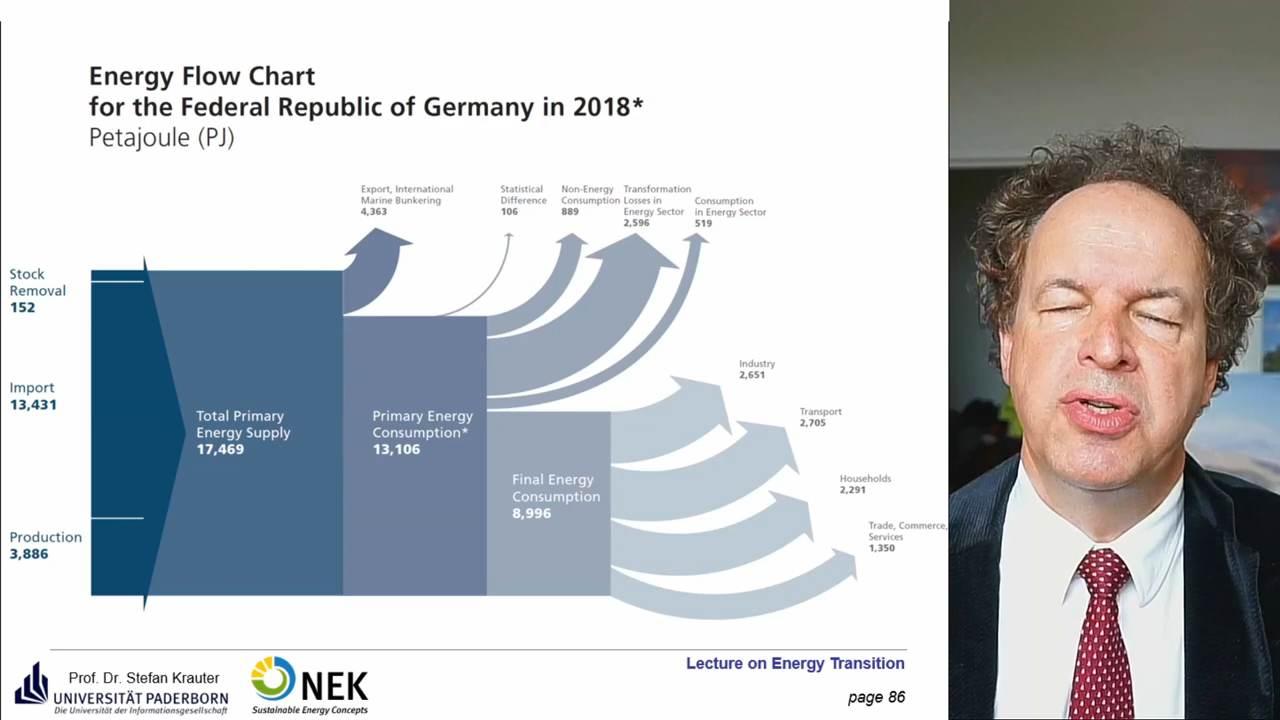 Energy Flow Chart
for the Federal Republic of Germany in 2018*
Petajoule (PJ)
Export, International
Marine Bunkering
4,363
Statistical
Difference
106
Non-Energy
Consumption
889
Transformation
Losses in
Energy Sector
2,596
Consumption
in Energy Sector
519
Stock
Removal
152
Import
13,431
Production
3,886
Total Primary
Energy Supply
17,469
Primary Energy
Consumption*
13,106
Final Energy
Consumption
8,996
Industry
2,651
Transport
2,705
Households
2,291
Trade, Commerce,
Services
1,350
Prof. Dr. Stefan Krauter
UNIVERSITÄT PADERBORN
Die Universität der Informationsgesellschaft
NEK
Sustainable Energy Concepts
Lecture on Energy Transition
page 86